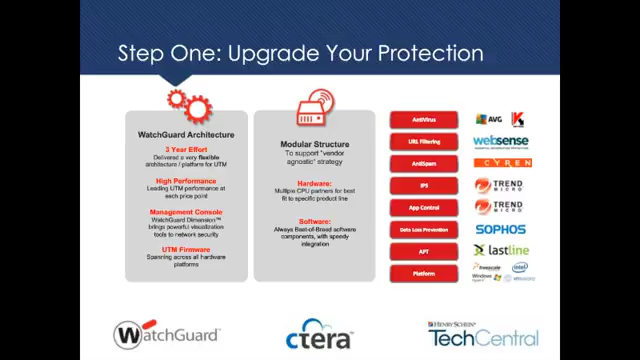 Step One: Upgrade Your Protection
WatchGuard Architecture
3 Year Effort
Delivered a very flexible
architecture / platform for UTM
High Performance
Leading UTM performance at
each price point
Management Console
WatchGuard Dimension™
brings powerful visualization
tools to network security
UTM Firmware
Spanning across all hardware
platforms
Modular Structure
To support "vendor
agnostic" strategy
Hardware:
Multiple CPU partners for best
fit to specific product line
Software:
Always Best-of-Breed software
components, with speedy
integration
AntiVirus
AVG
URL Filtering
websense
AntiSpam
CYREN
IPS
TREND
MICRO
App Control
TREND
MICRO
Data Loss Prevention
SOPHOS
APT
lastline
Platform
freescale
intel
Windows
vmware
WatchGuard
ctera
HENRY SCHEIN
TechCentral